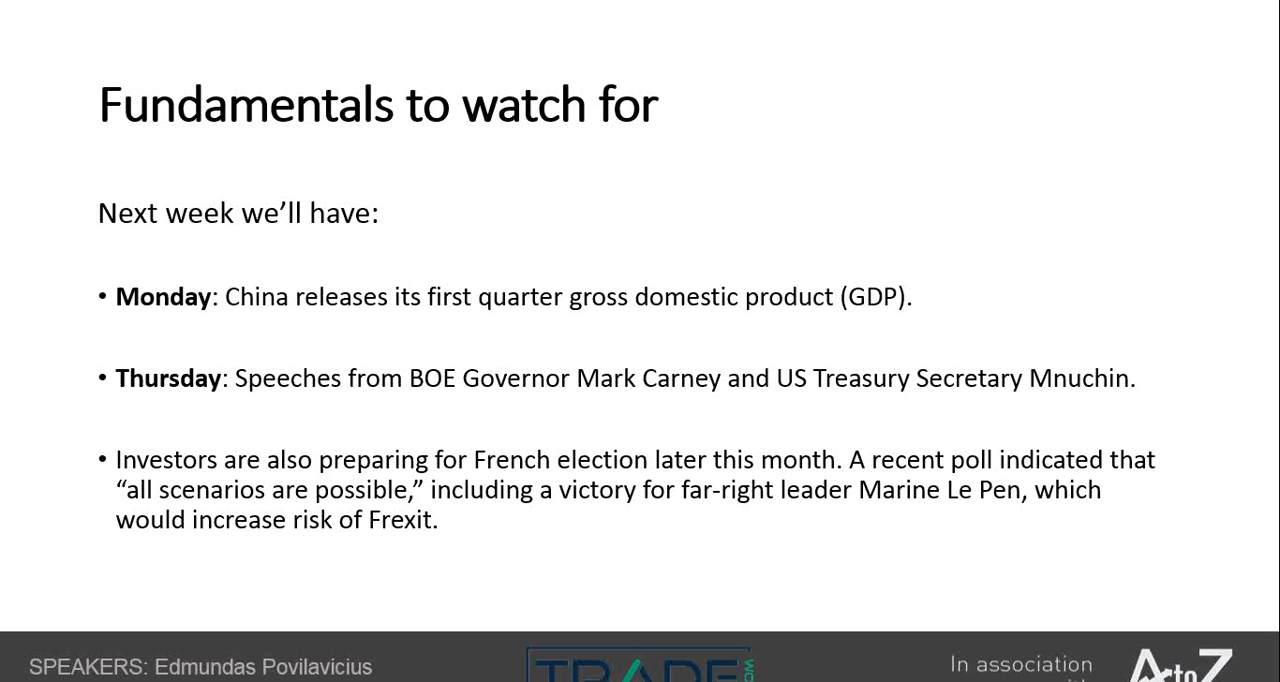 Fundamentals to watch for
Next week we’ll have:
• Monday: China releases its first quarter gross domestic product (GDP).
• Thursday: Speeches from BOE Governor Mark Carney and US Treasury Secretary Mnuchin.
• Investors are also preparing for French election later this month. A recent poll indicated that
“all scenarios are possible,” including a victory for far-right leader Marine Le Pen, which
would increase risk of Frexit.
SPEAKERS: Edmundas Povilavicius
TRADE
In association
AtoZ